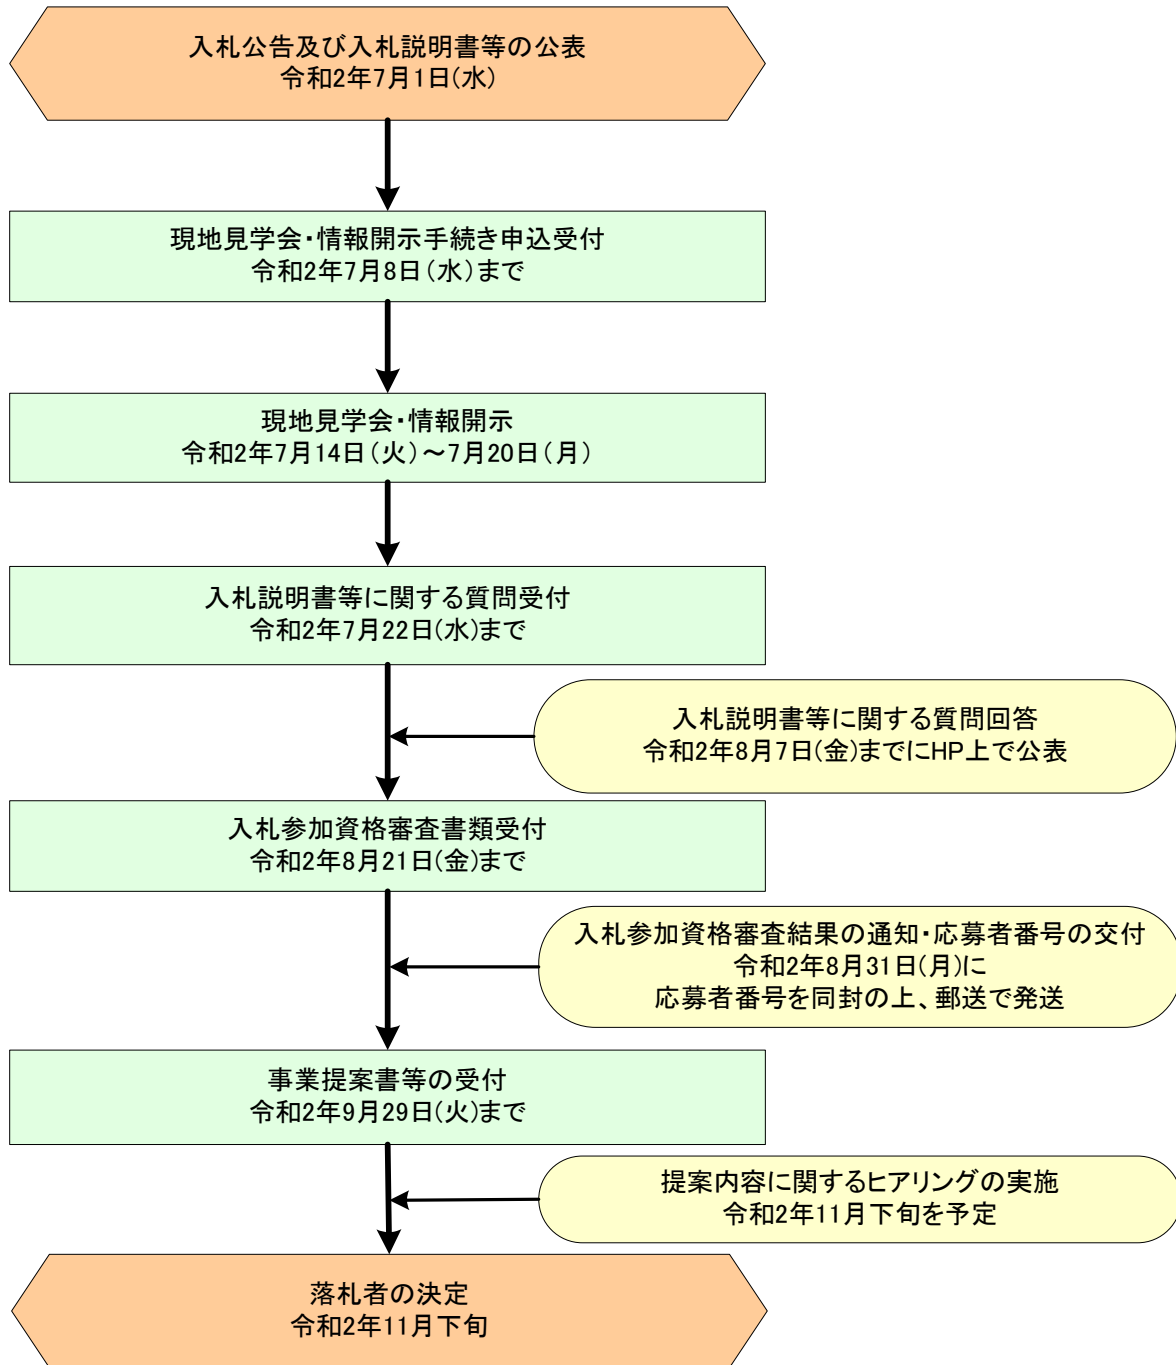 入札公告及び入札説明書等の公表
令和2年7月1日(水)
現地見学会・情報開示手続き申込受付
令和2年7月8日（水）まで
現地見学会・情報開示
令和2年7月14日（火）～7月20日（月）
入札説明書等に関する質問受付
令和2年7月22日(水)まで
入札説明書等に関する質問回答
令和2年8月7日(金)までにHP上で公表
入札参加資格審査書類受付
令和2年8月21日(金)まで
入札参加資格審査結果の通知・応募者番号の交付
令和2年8月31日(月)に
応募者番号を同封の上、郵送で発送
事業提案書等の受付
令和2年9月29日(火)まで
提案内容に関するヒアリングの実施
令和2年11月下旬を予定
落札者の決定
令和2年11月下旬